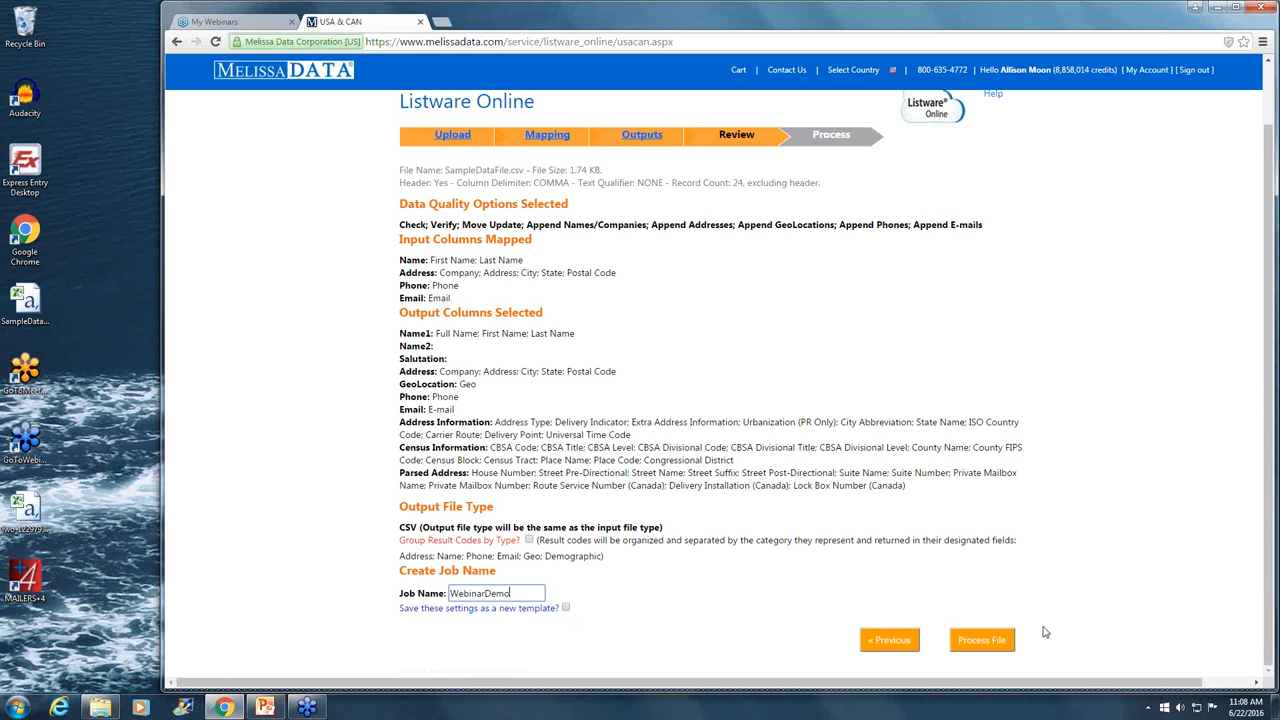 Recycle Bin
Audacity
Express Entry
Desktop
Google
Chrome
SampleData...
GoToMeet...
GoToWebi...
MAILERS+4
My Webinars
USA & CAN
Melissa Data Corporation [US]
https://www.melissadata.com/service/listware_online/usacan.aspx
MELISSA DATA
Cart | Contact Us | Select Country | 800-635-4772 | Hello Allison Moon (8,858,014 credits) [ My Account ] [ Sign out ]
Listware Online
Listware®
Online
Help
Upload Mapping Outputs Review Process
File Name: SampleDataFile.csv - File Size: 1.74 KB.
Header: Yes - Column Delimiter: COMMA - Text Qualifier: NONE - Record Count: 24, excluding header.
Data Quality Options Selected
Check; Verify; Move Update; Append Names/Companies; Append Addresses; Append GeoLocations; Append Phones; Append E-mails
Input Columns Mapped
Name: First Name; Last Name
Address: Company; Address; City; State; Postal Code
Phone: Phone
Email: Email
Output Columns Selected
Name1: Full Name; First Name; Last Name
Name2:
Salutation:
Address: Company; Address; City; State; Postal Code
GeoLocation: Geo
Phone: Phone
Email: E-mail
Address Information: Address Type; Delivery Indicator; Extra Address Information; Urbanization (PR Only); City Abbreviation; State Name; ISO Country
Code; Carrier Route; Delivery Point; Universal Time Code
Census Information: CBSA Code; CBSA Title; CBSA Level; CBSA Divisional Code; CBSA Divisional Title; CBSA Divisional Level; County Name; County FIPS
Code; Census Block; Census Tract; Place Name; Place Code; Congressional District
Parsed Address: House Number; Street Pre-Directional; Street Name; Street Suffix; Street Post-Directional; Suite Name; Suite Number; Private Mailbox
Name; Private Mailbox Number; Route Service Number (Canada); Delivery Installation (Canada); Lock Box Number (Canada)
Output File Type
CSV (Output file type will be the same as the input file type)
Group Result Codes by Type? (Result codes will be organized and separated by the category they represent and returned in their designated fields:
Address; Name; Phone; Email; Geo; Demographic)
Create Job Name
Job Name: WebinarDemo
Save these settings as a new template?
« Previous
Process File
11:08 AM
6/22/2016